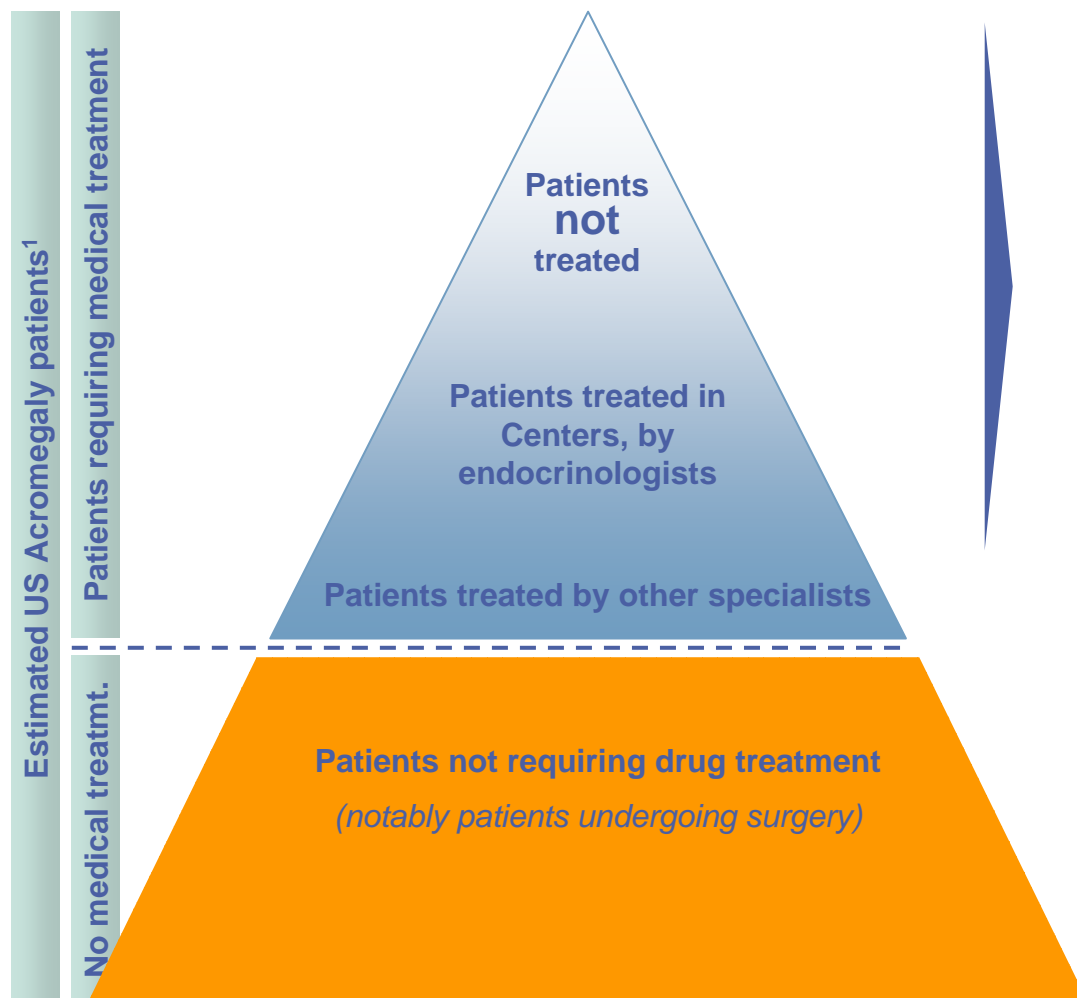 Estimated US Acromegaly patients¹
Patients requiring medical treatment
No medical treatmt.
Patients
not
treated
Patients treated in
Centers, by
endocrinologists
Patients treated by other specialists
Patients not requiring drug treatment
(notably patients undergoing surgery)